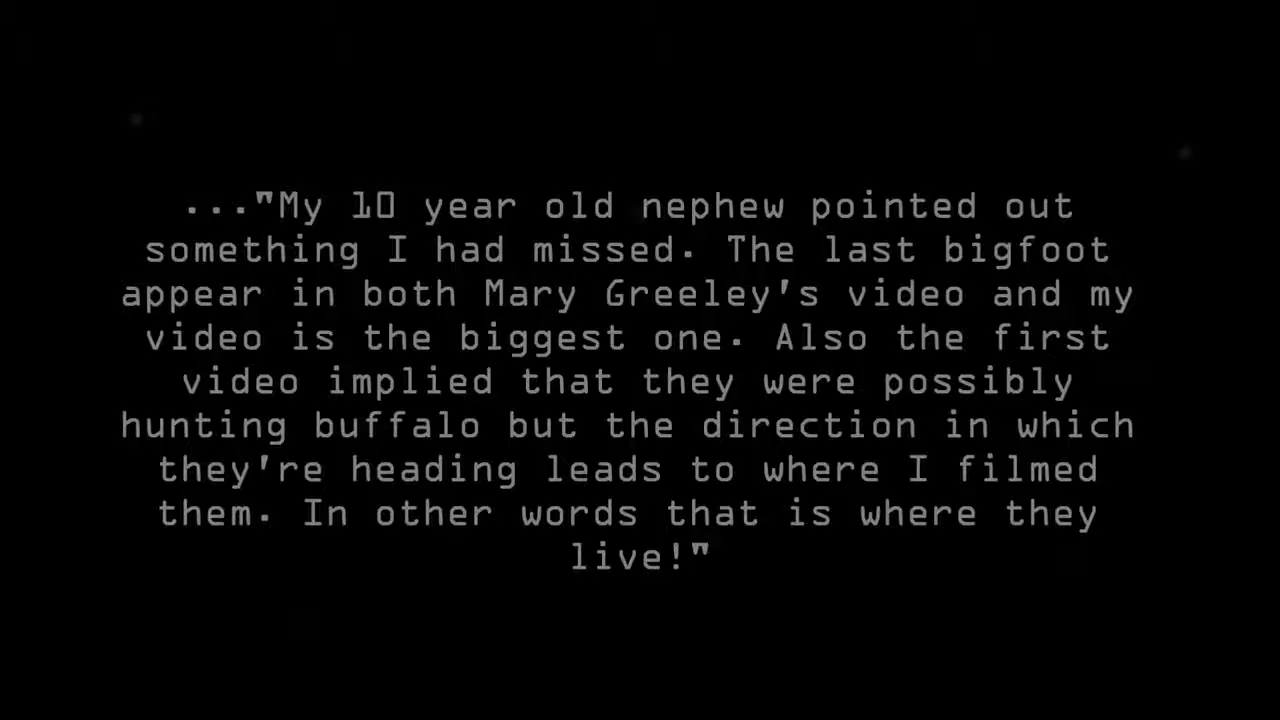 ..."My 10 year old nephew pointed out
something I had missed. The last bigfoot
appear in both Mary Greeley's video and my
video is the biggest one. Also the first
video implied that they were possibly
hunting buffalo but the direction in which
they're heading leads to where I filmed
them. In other words that is where they
live!"